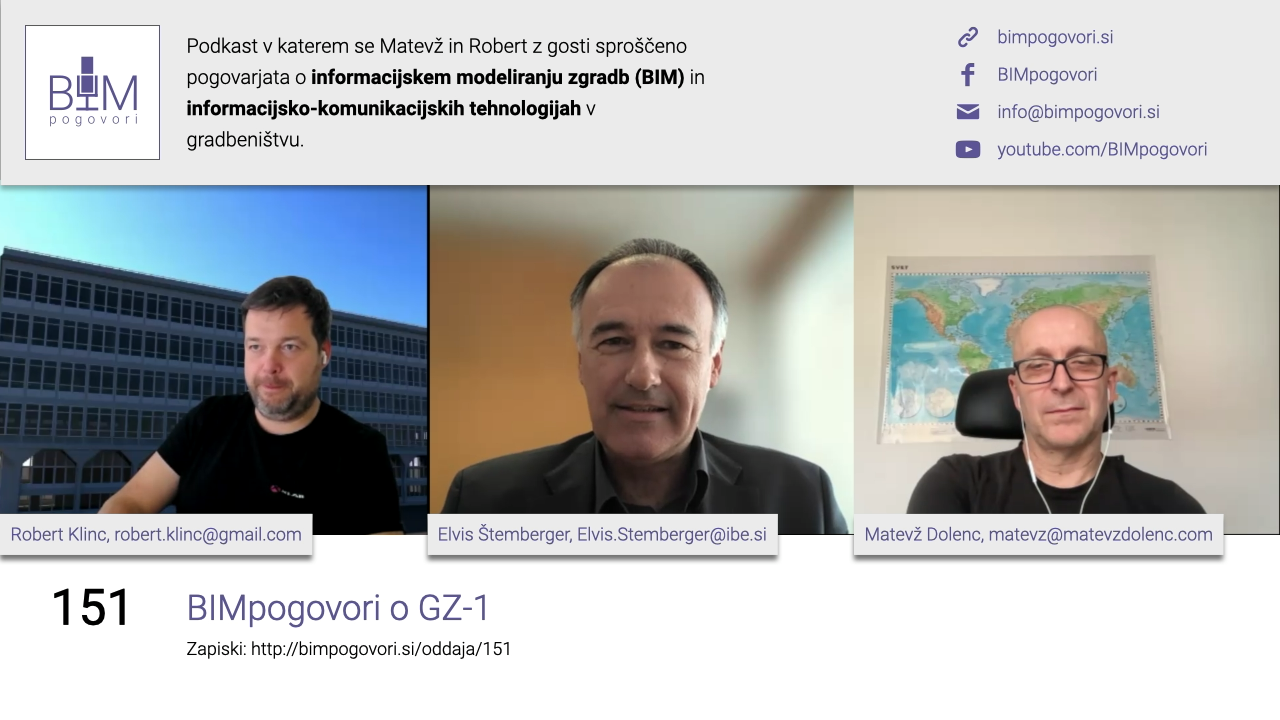 BIM
pogovori
Podkast v katerem se Matevž in Robert z gosti sproščeno
pogovarjata o informacijskem modeliranju zgradb (BIM) in
informacijsko-komunikacijskih tehnologijah v
gradbeništvu.
bimpogovori.si
BIMpogovori
info@bimpogovori.si
youtube.com/BIMpogovori
Robert Klinc, robert.klinc@gmail.com
Elvis Štemberger, Elvis.Stemberger@ibe.si
Matevž Dolenc, matevz@matevzdolenc.com
151
BIMpogovori o GZ-1
Zapiski: http://bimpogovori.si/oddaja/151